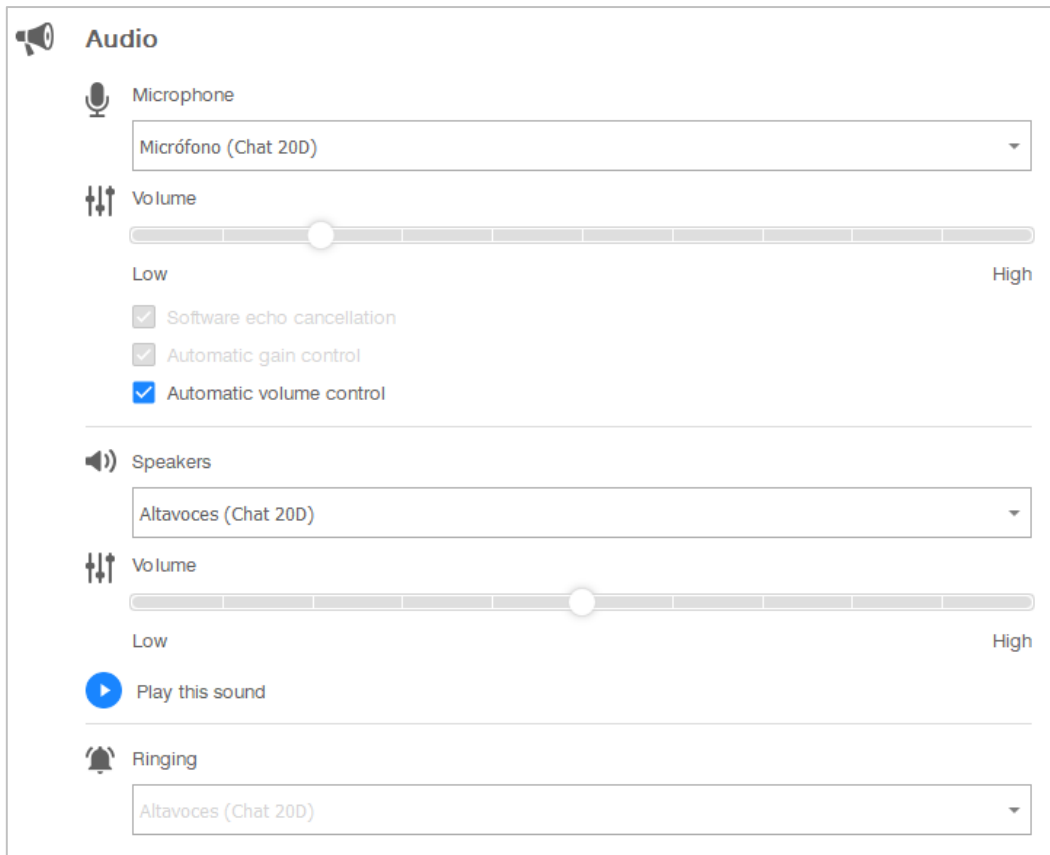 Audio
Microphone
Micrófono (Chat 20D)
Volume
Low High
Software echo cancellation
Automatic gain control
Automatic volume control
Speakers
Altavoces (Chat 20D)
Volume
Low High
Play this sound
Ringing
Altavoces (Chat 20D)